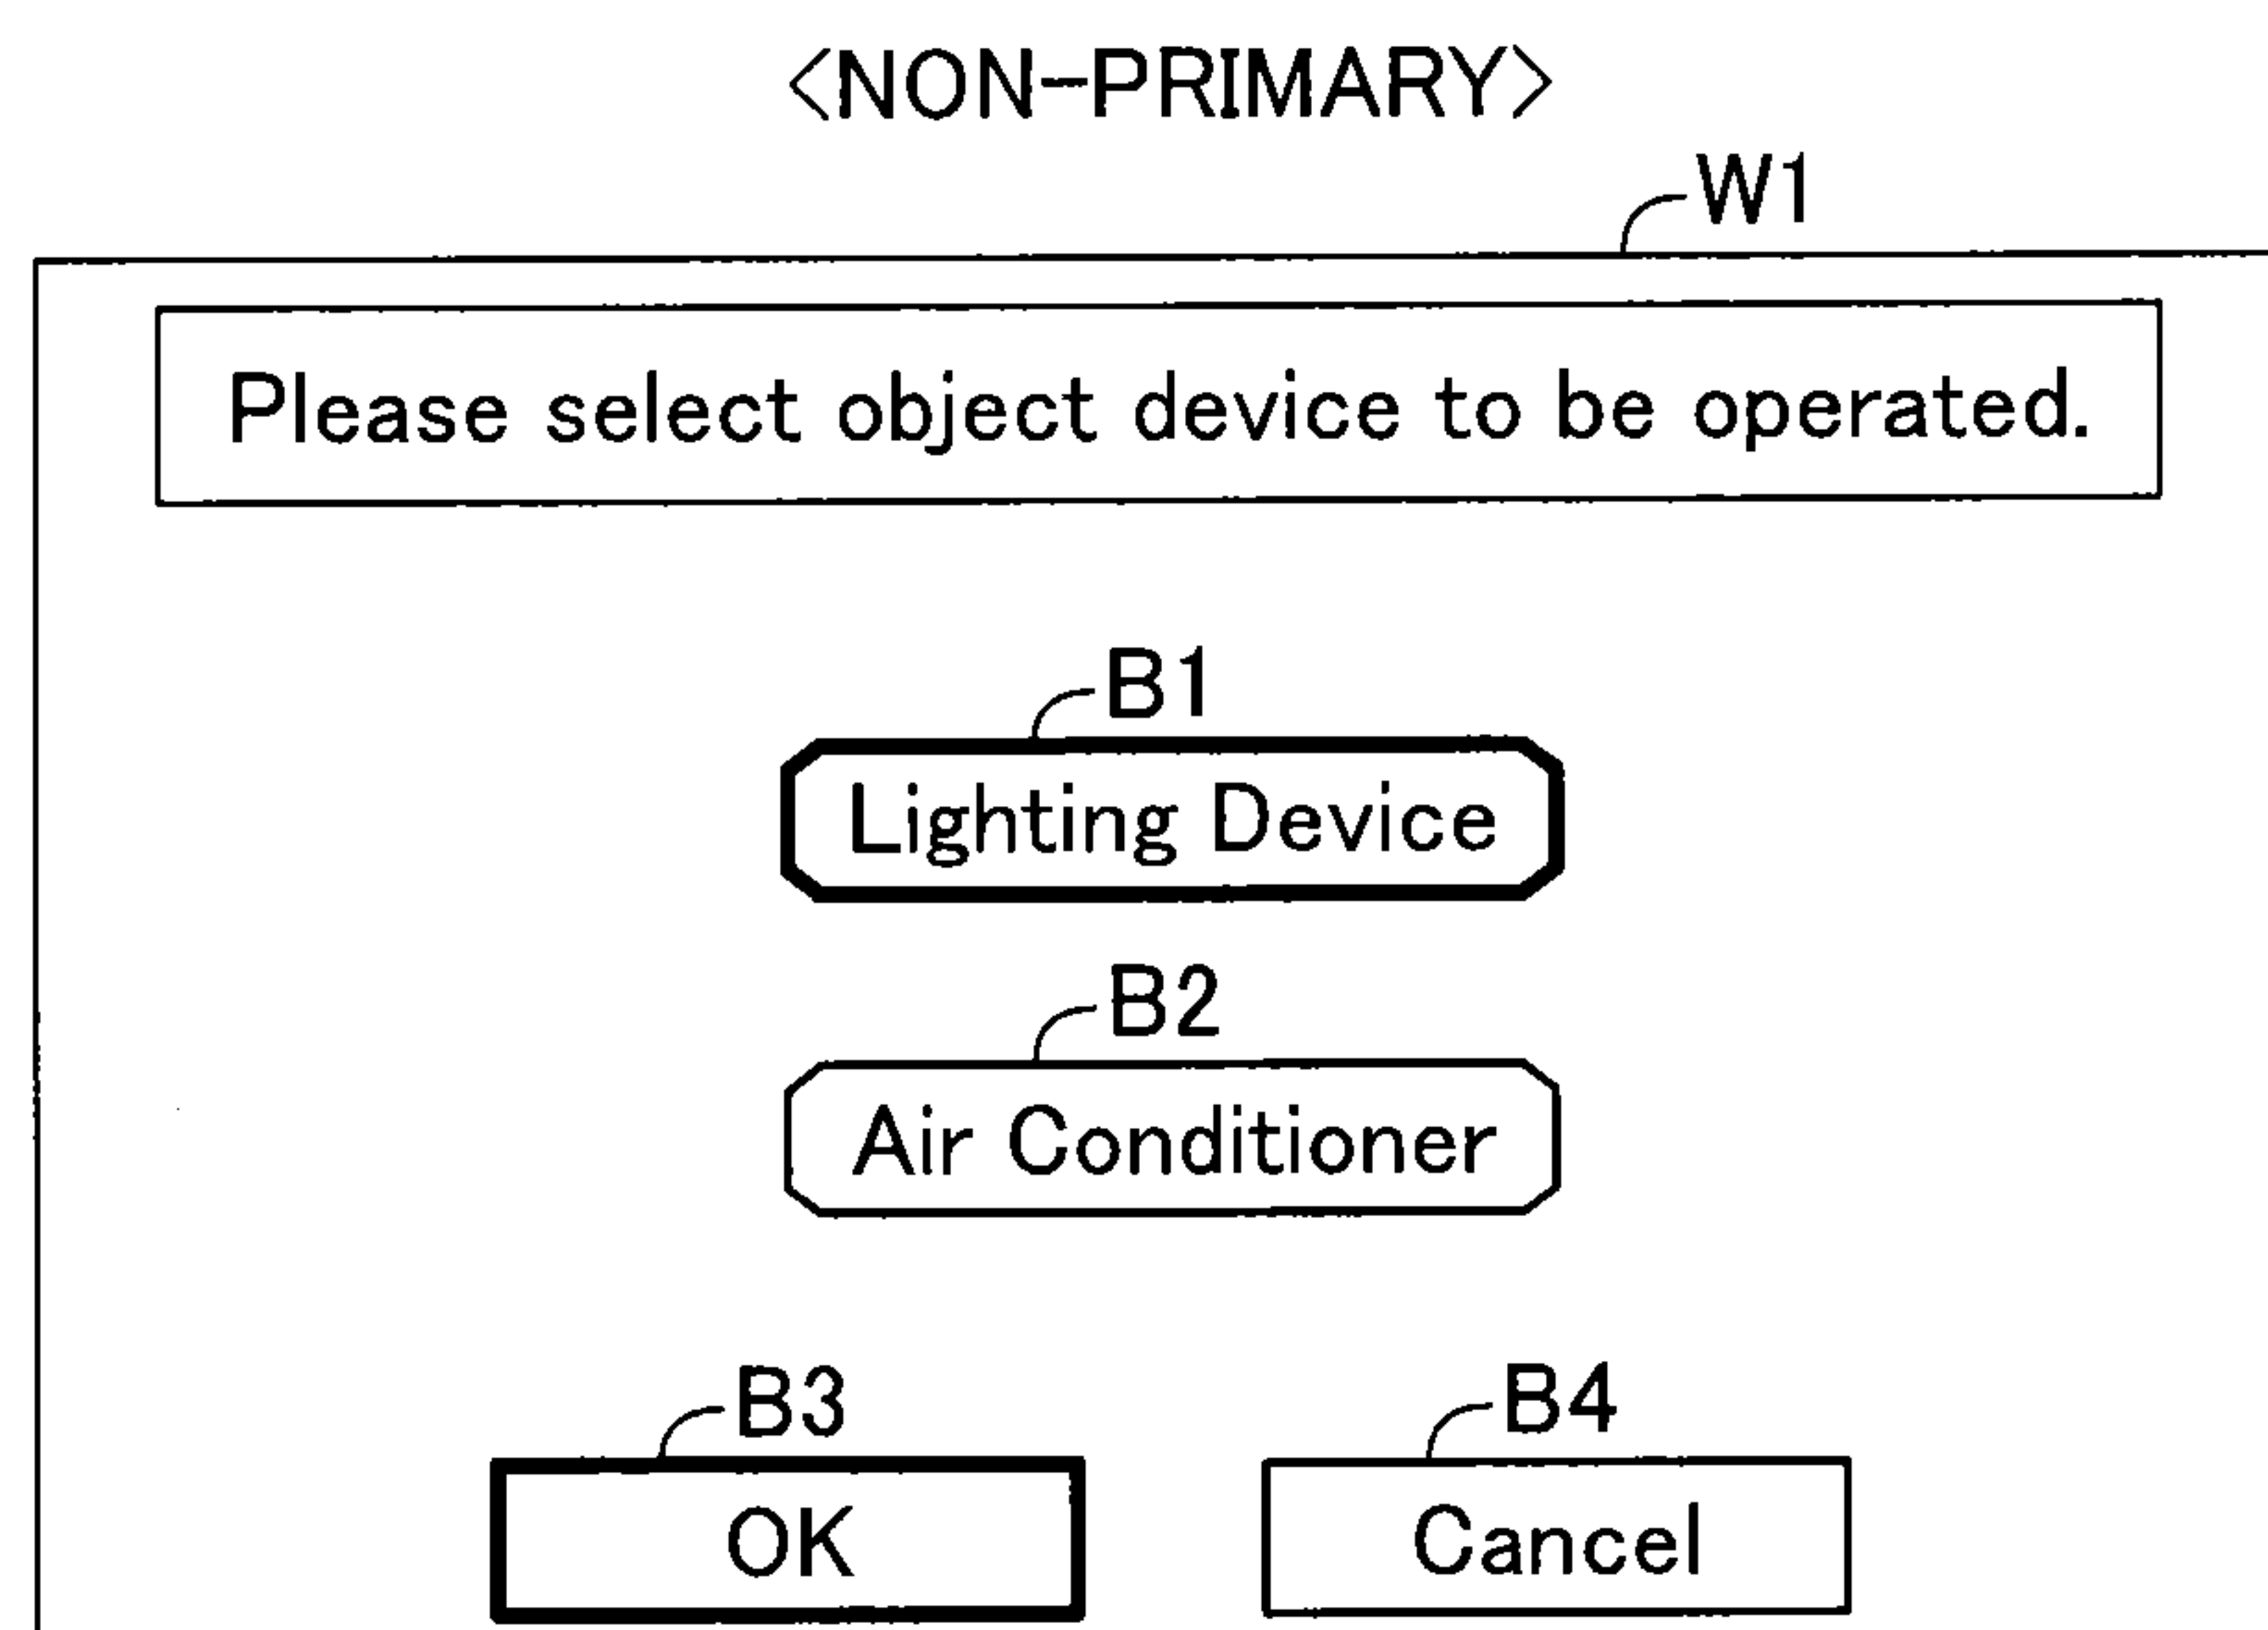 <NON-PRIMARY>
W1
Please select object device to be operated.
B1
Lighting Device
B2
Air Conditioner
B3 B4
OK Cancel